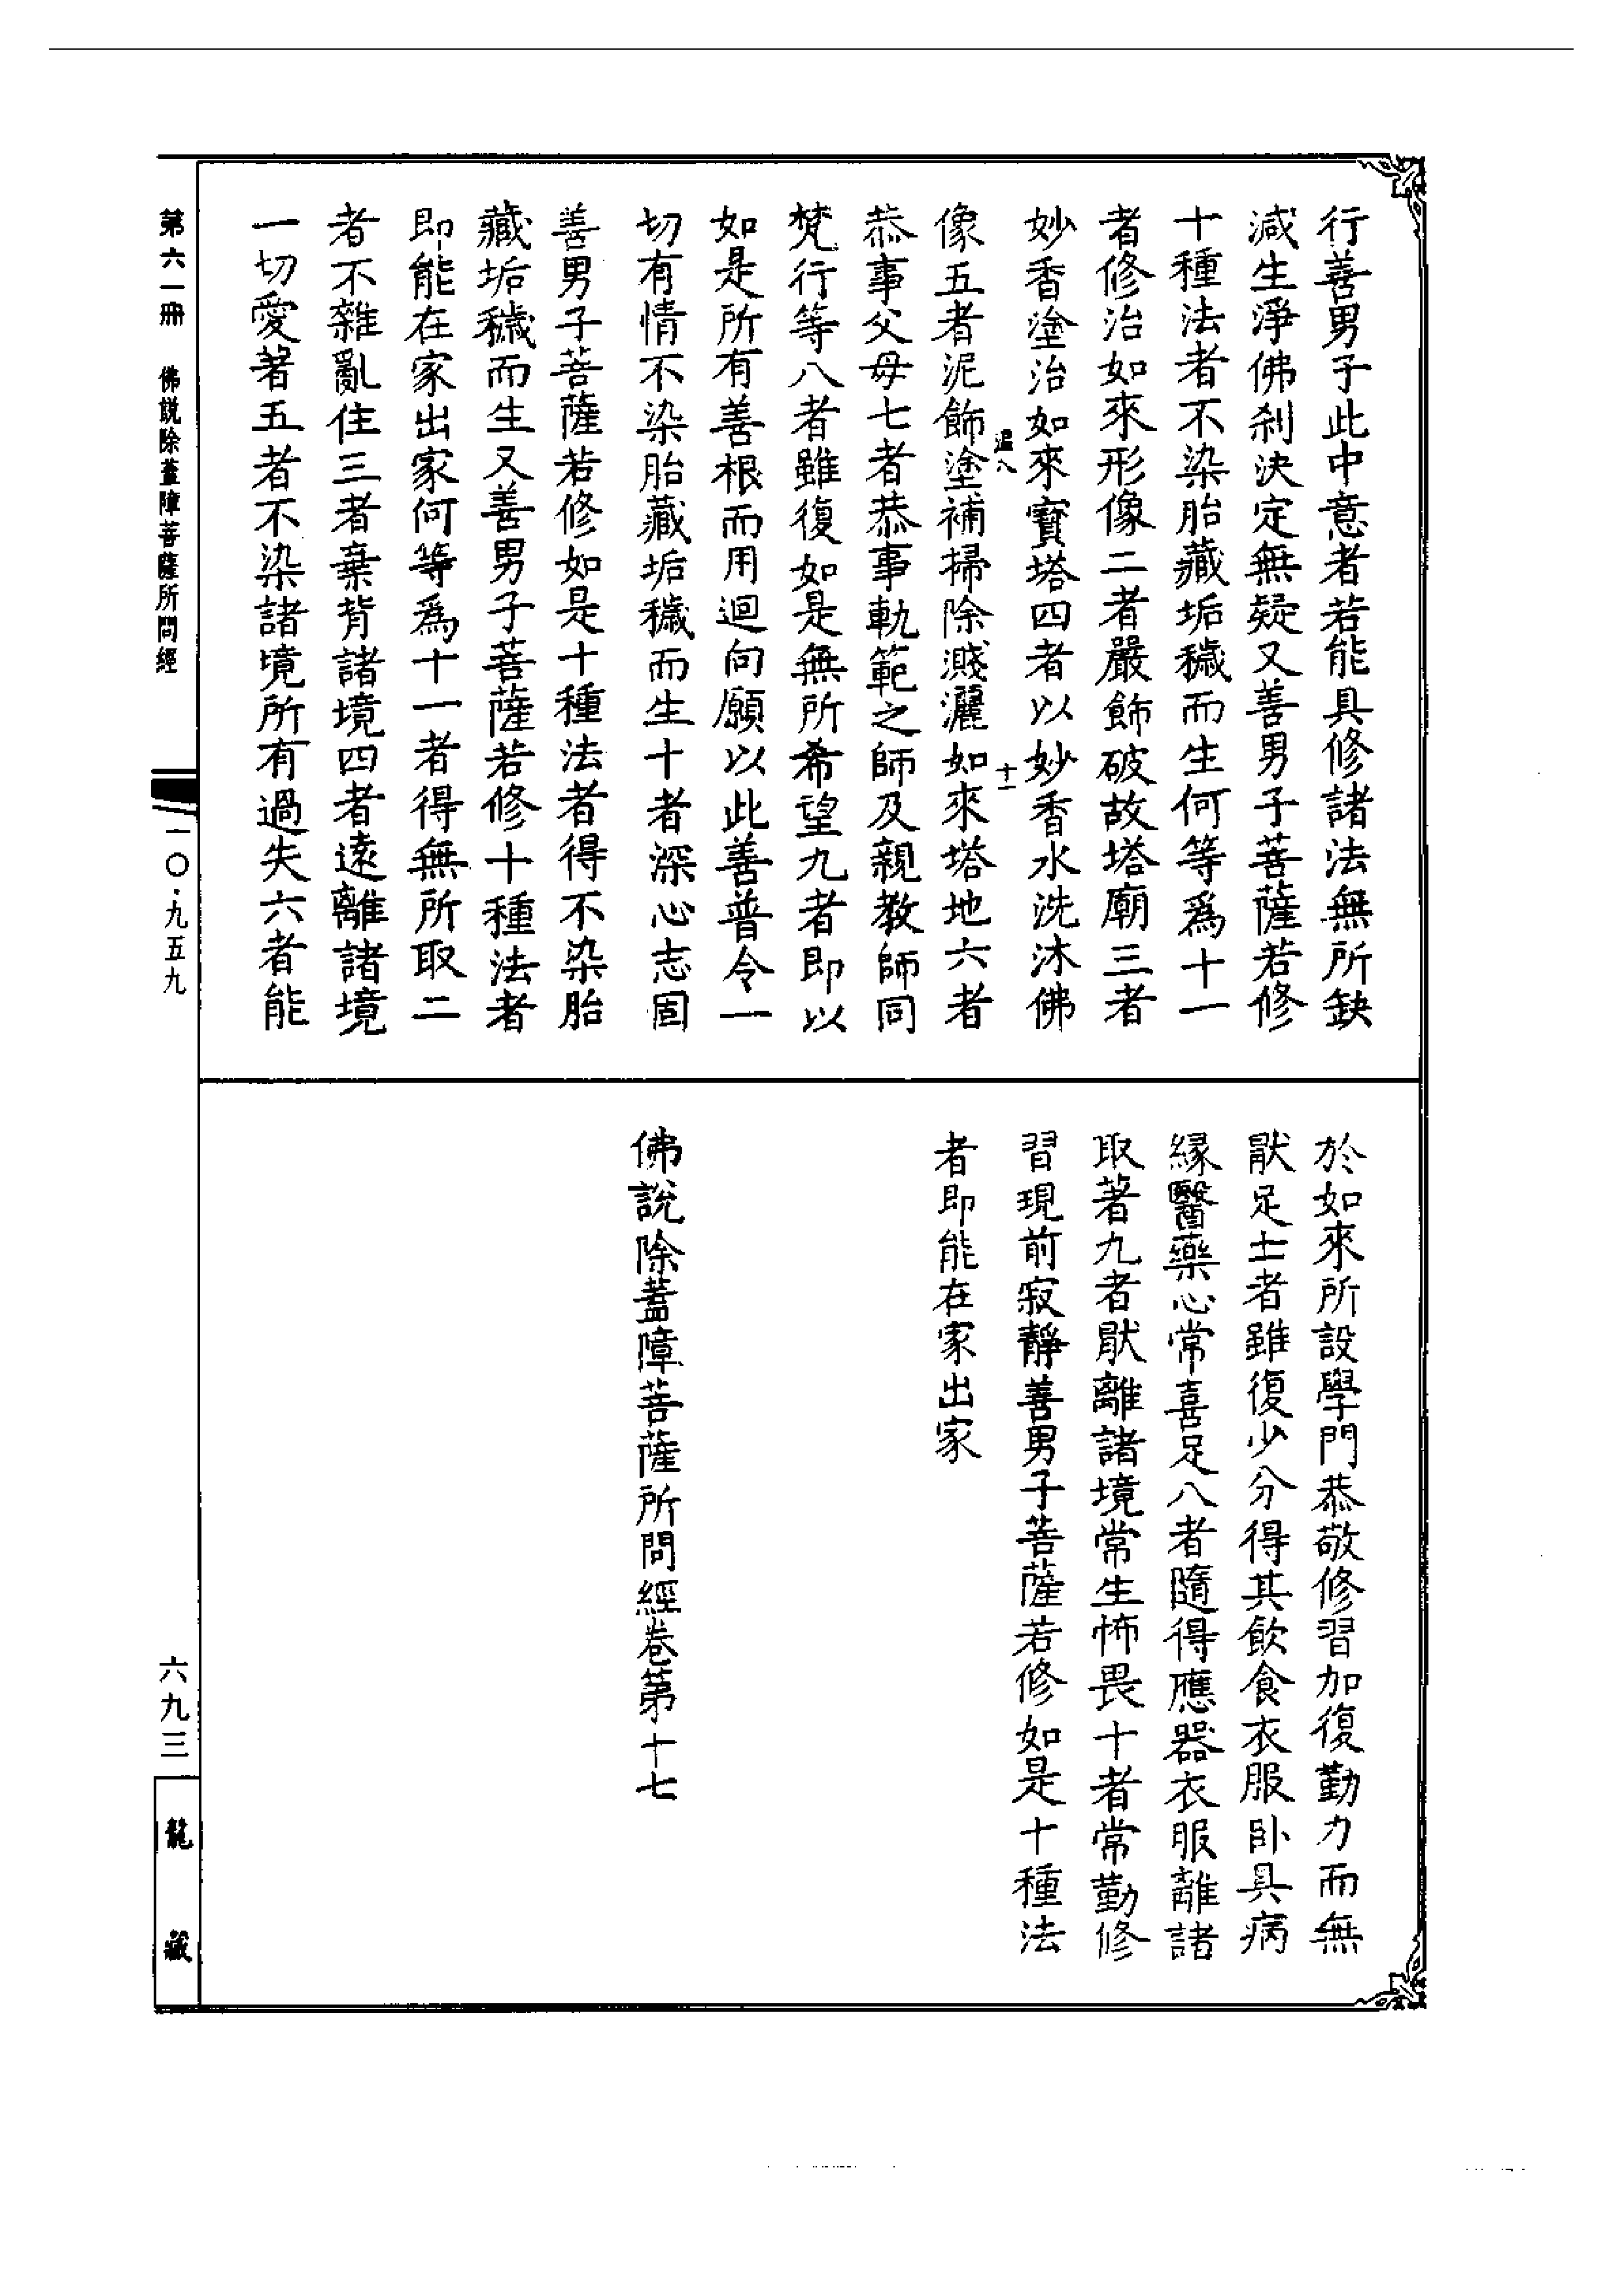 行善男子此中意者若能具修諸法無所缺
減生淨佛剎決定無疑又善男子菩薩若修
十種法者不染胎藏垢穢而生何等爲十一
者修治如來形像二者嚴飾破故塔廟三者
妙香塗治如來寶塔四者以妙香水洗沐佛
溫八
十二
像五者泥飾塗補掃除濺灑如來塔地六者
恭事父母七者恭事軌範之師及親教師同
梵行等八者雖復如是無所希望九者即以
如是所有善根而用迴向願以此善普令一
切有情不染胎藏垢穢而生十者深心志固
善男子菩薩若修如是十種法者得不染胎
藏垢穢而生又善男子菩薩若修十種法者
即能在家出家何等爲十一者得無所取二
者不雜亂住三者棄背諸境四者遠離諸境
一切愛著五者不染諸境所有過失六者能
於如來所設學門恭敬修習加復勤力而無
猒足士者雖復少分得其飲食衣服卧具病
緣醫藥心常喜足八者隨得應器衣服離諸
取著九者猒離諸境常生怖畏十者常勤修
習現前寂靜善男子菩薩若修如是十種法
者即能在家出家
佛說除蓋障菩薩所問經卷第十七
第六一冊 佛説除蓋障菩薩所問經
一〇·九五九
六九三
龍藏